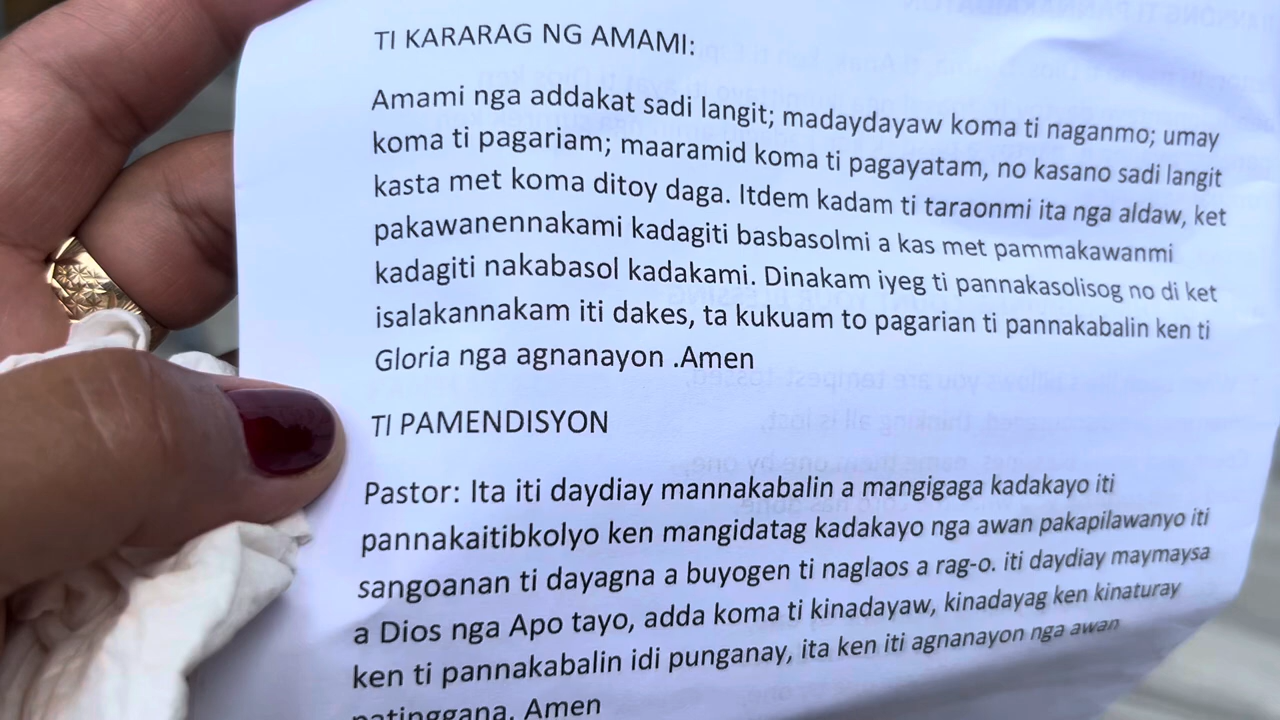 TI KARARAG NG AMAMI:
Amami nga addakat sadi langit; madaydayaw koma ti naganmo; umay
koma ti pagariam; maaramid koma ti pagayatam, no kasano sadi langit
kasta met koma ditoy daga. Itdem kadam ti taraonmi ita nga aldaw, ket
pakawanennakami kadagiti basbasolmi a kas met pammakawanmi
kadagiti nakabasol kadakami. Dinakam iyeg ti pannakasolisog no di ket
isalakannakam iti dakes, ta kukuam to pagarian ti pannakabalin ken ti
Gloria nga agnanayon .Amen
TI PAMENDISYON
Pastor: Ita iti daydiay mannakabalin a mangigaga kadakayo iti
pannakaitibkolyo ken mangidatag kadakayo nga awan pakapilawanyo iti
sangoanan ti dayagna a buyogen ti naglaos a rag-o. iti daydiay maymaysa
a Dios nga Apo tayo, adda koma ti kinadayaw, kinadayag ken kinaturay
ken ti pannakabalin idi punganay, ita ken iti agnanayon nga awan
patinggana. Amen